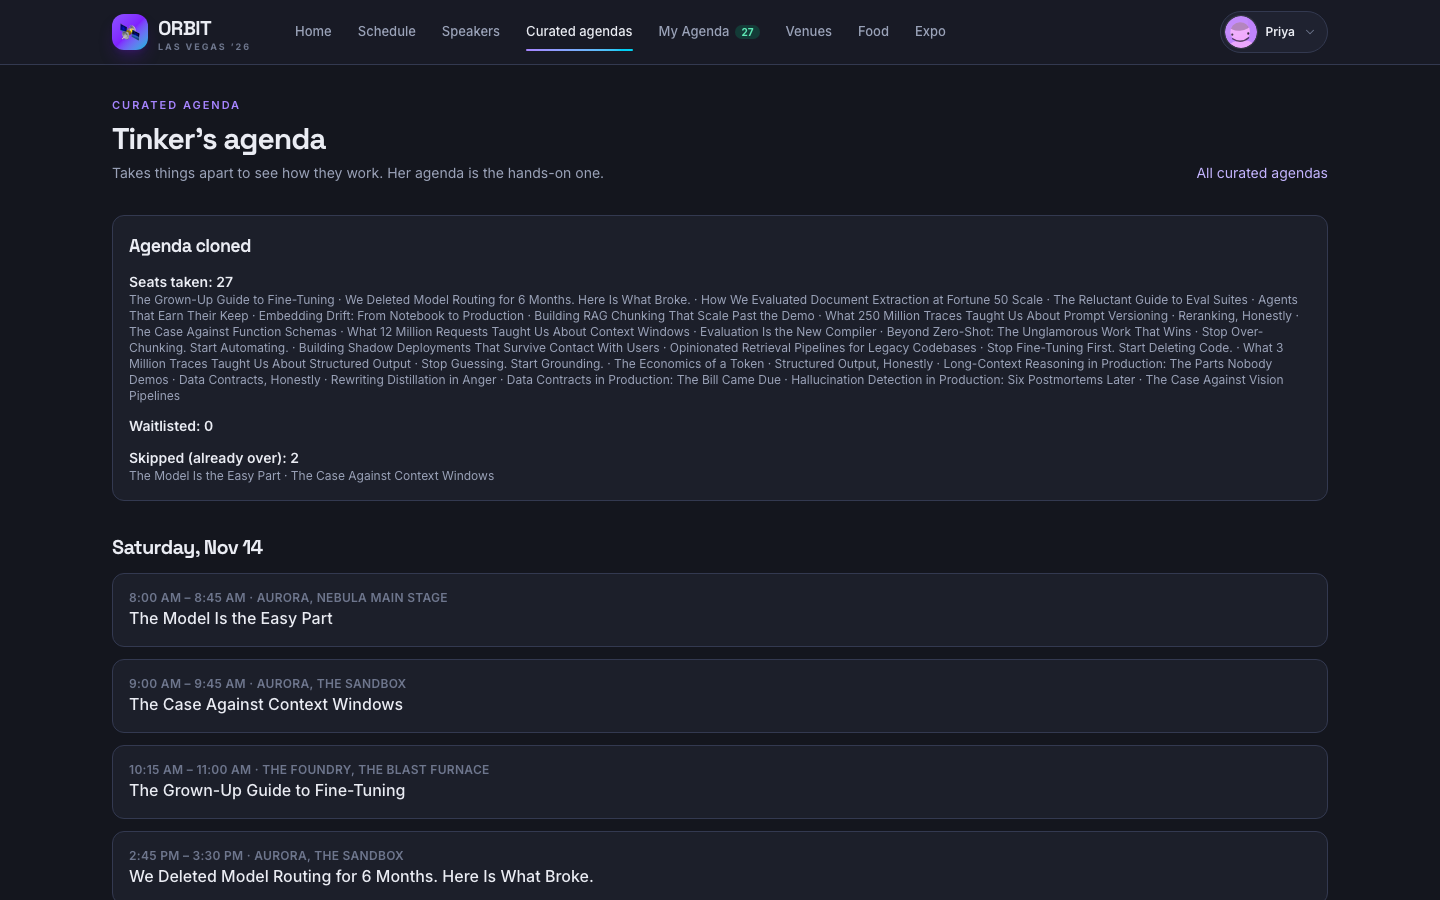 ORBIT
LAS VEGAS '26
Home
Schedule
Speakers
Curated agendas
My Agenda 27
Venues
Food
Expo
Priya
CURATED AGENDA
Tinker's agenda
Takes things apart to see how they work. Her agenda is the hands-on one.
All curated agendas
Agenda cloned
Seats taken: 27
The Grown-Up Guide to Fine-Tuning · We Deleted Model Routing for 6 Months. Here Is What Broke. · How We Evaluated Document Extraction at Fortune 50 Scale · The Reluctant Guide to Eval Suites · Agents
That Earn Their Keep · Embedding Drift: From Notebook to Production · Building RAG Chunking That Scale Past the Demo · What 250 Million Traces Taught Us About Prompt Versioning · Reranking, Honestly ·
The Case Against Function Schemas · What 12 Million Requests Taught Us About Context Windows · Evaluation Is the New Compiler · Beyond Zero-Shot: The Unglamorous Work That Wins · Stop Over-
Chunking. Start Automating. · Building Shadow Deployments That Survive Contact With Users · Opinionated Retrieval Pipelines for Legacy Codebases · Stop Fine-Tuning First. Start Deleting Code. · What 3
Million Traces Taught Us About Structured Output · Stop Guessing. Start Grounding. · The Economics of a Token · Structured Output, Honestly · Long-Context Reasoning in Production: The Parts Nobody
Demos · Data Contracts, Honestly · Rewriting Distillation in Anger · Data Contracts in Production: The Bill Came Due · Hallucination Detection in Production: Six Postmortems Later · The Case Against Vision
Pipelines
Waitlisted: 0
Skipped (already over): 2
The Model Is the Easy Part · The Case Against Context Windows
Saturday, Nov 14
8:00 AM – 8:45 AM · AURORA, NEBULA MAIN STAGE
The Model Is the Easy Part
9:00 AM – 9:45 AM · AURORA, THE SANDBOX
The Case Against Context Windows
10:15 AM – 11:00 AM · THE FOUNDRY, THE BLAST FURNACE
The Grown-Up Guide to Fine-Tuning
2:45 PM – 3:30 PM · AURORA, THE SANDBOX
We Deleted Model Routing for 6 Months. Here Is What Broke.